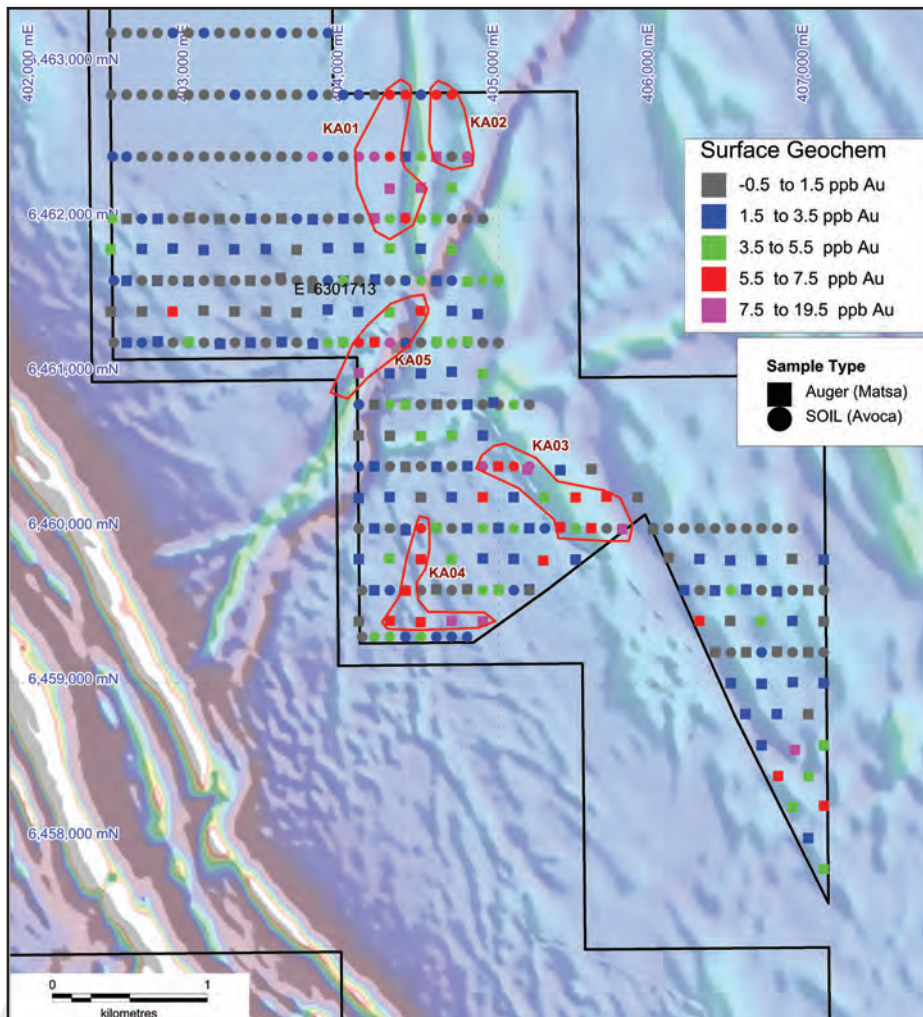 402,000 mE
403,000 mE
404,000 mE
405,000 mE
406,000 mE
407,000 mE
6,463,000 mN
KA01
KA02
Surface Geochem
-0.5 to 1.5 ppb Au
1.5 to 3.5 ppb Au
3.5 to 5.5 ppb Au
5.5 to 7.5 ppb Au
7.5 to 19.5 ppb Au
6,462,000 mN
E 6301713
Sample Type
Auger (Matsa)
SOIL (Avoca)
KA05
6,461,000 mN
KA03
6,460,000 mN
KA04
6,459,000 mN
6,458,000 mN
0 1
kilometres